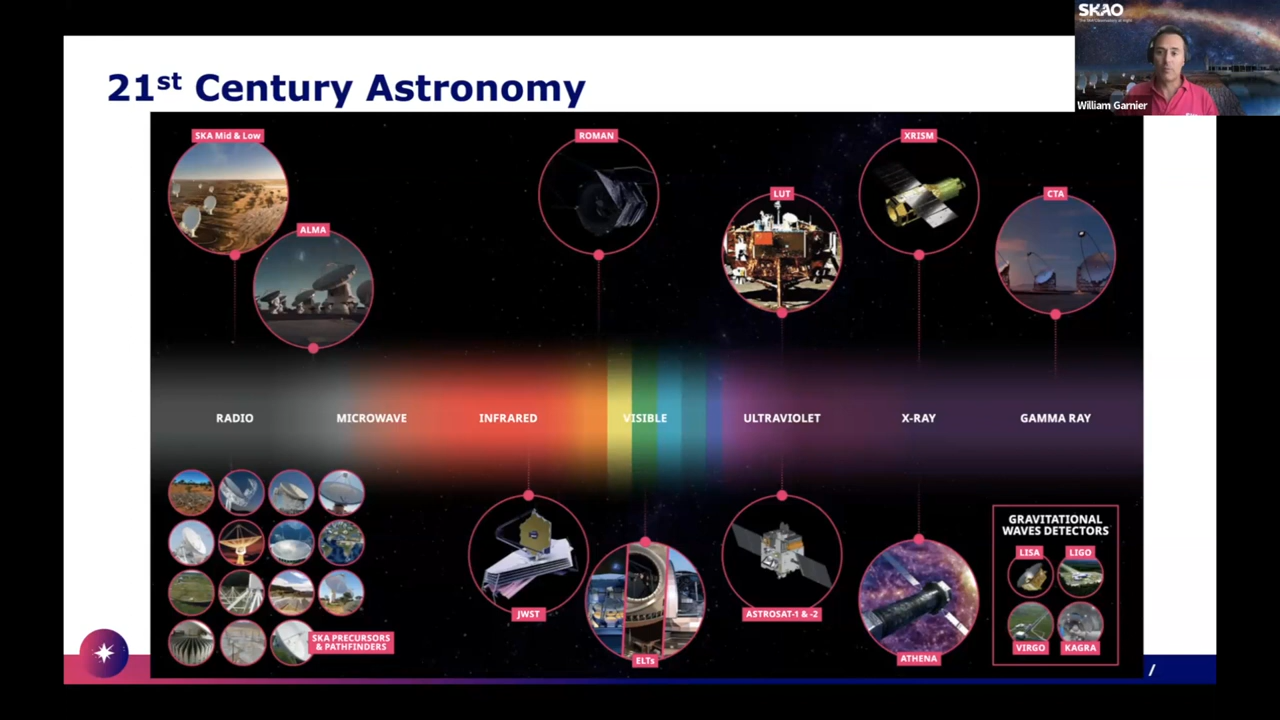 SKAO
William Garnier
21st Century Astronomy
SKA Mid & Low
ALMA
ROMAN
LUT
XRISM
CTA
RADIO
MICROWAVE
INFRARED
VISIBLE
ULTRAVIOLET
X-RAY
GAMMA RAY
SKA PRECURSORS
& PATHFINDERS
JWST
ELTs
ASTROSAT-1 & -2
ATHENA
GRAVITATIONAL
WAVES DETECTORS
LISA
LIGO
VIRGO
KAGRA
/